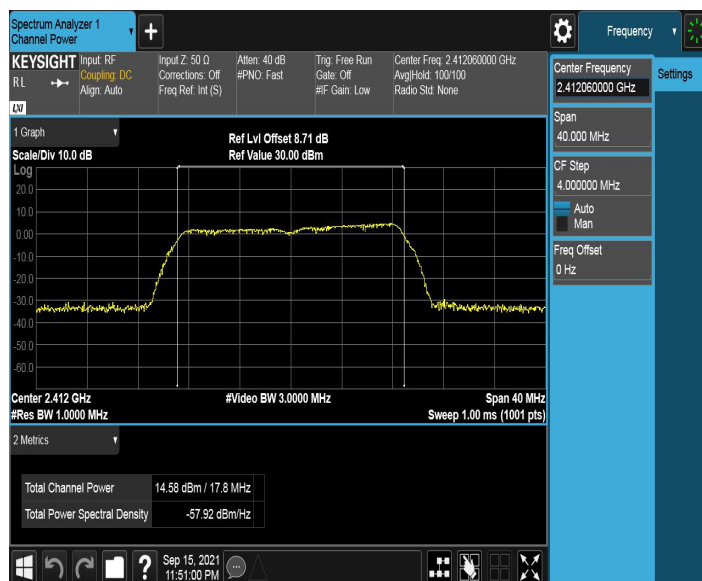 Spectrum Analyzer 1
Channel Power
+
Frequency
KEYSIGHT
RL
LXI
Input: RF
Coupling: DC
Align: Auto
Input Z: 50 Ω
Corrections: Off
Freq Ref: Int (S)
Atten: 40 dB
#PNO: Fast
Trig: Free Run
Gate: Off
#IF Gain: Low
Center Freq: 2.412060000 GHz
Avg|Hold: 100/100
Radio Std: None
Center Frequency
2.412060000 GHz
Settings
Span
40.000 MHz
CF Step
4.000000 MHz
Auto
Man
Freq Offset
0 Hz
1 Graph
Scale/Div 10.0 dB
Ref Lvl Offset 8.71 dB
Ref Value 30.00 dBm
Log
20.0
10.0
0.00
-10.0
-20.0
-30.0
-40.0
-50.0
-60.0
Center 2.412 GHz
#Video BW 3.0000 MHz
Span 40 MHz
#Res BW 1.0000 MHz
Sweep 1.00 ms (1001 pts)
2 Metrics
Total Channel Power 14.58 dBm / 17.8 MHz
Total Power Spectral Density -57.92 dBm/Hz
?
Sep 15, 2021
11:51:00 PM